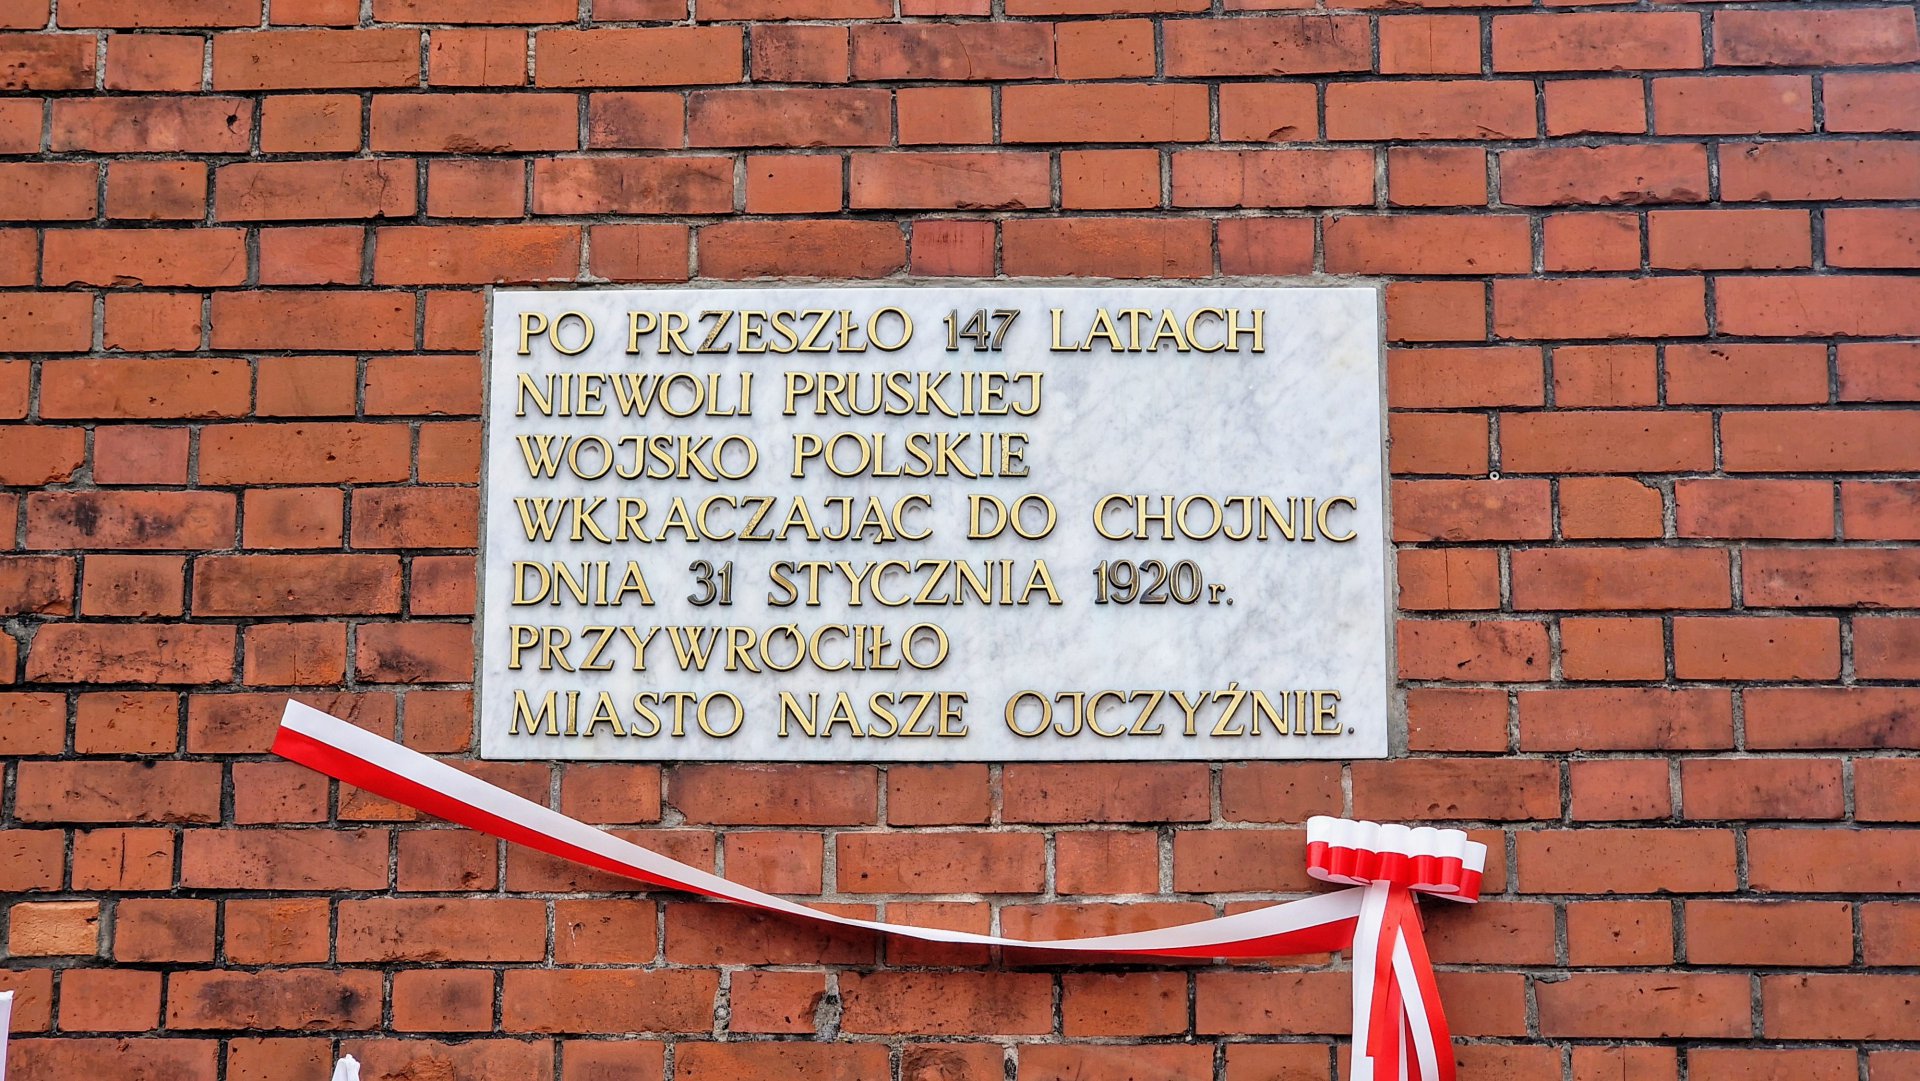 PO PRZESZŁO 147 LATACH
NIEWOLI PRUSKIEJ
WOJSKO POLSKIE
WKRACZAJĄC DO CHOJNIC
DNIA 31 STYCZNIA 1920 r.
PRZYWRÓCIŁO
MIASTO NASZE OJCZYŹNIE.